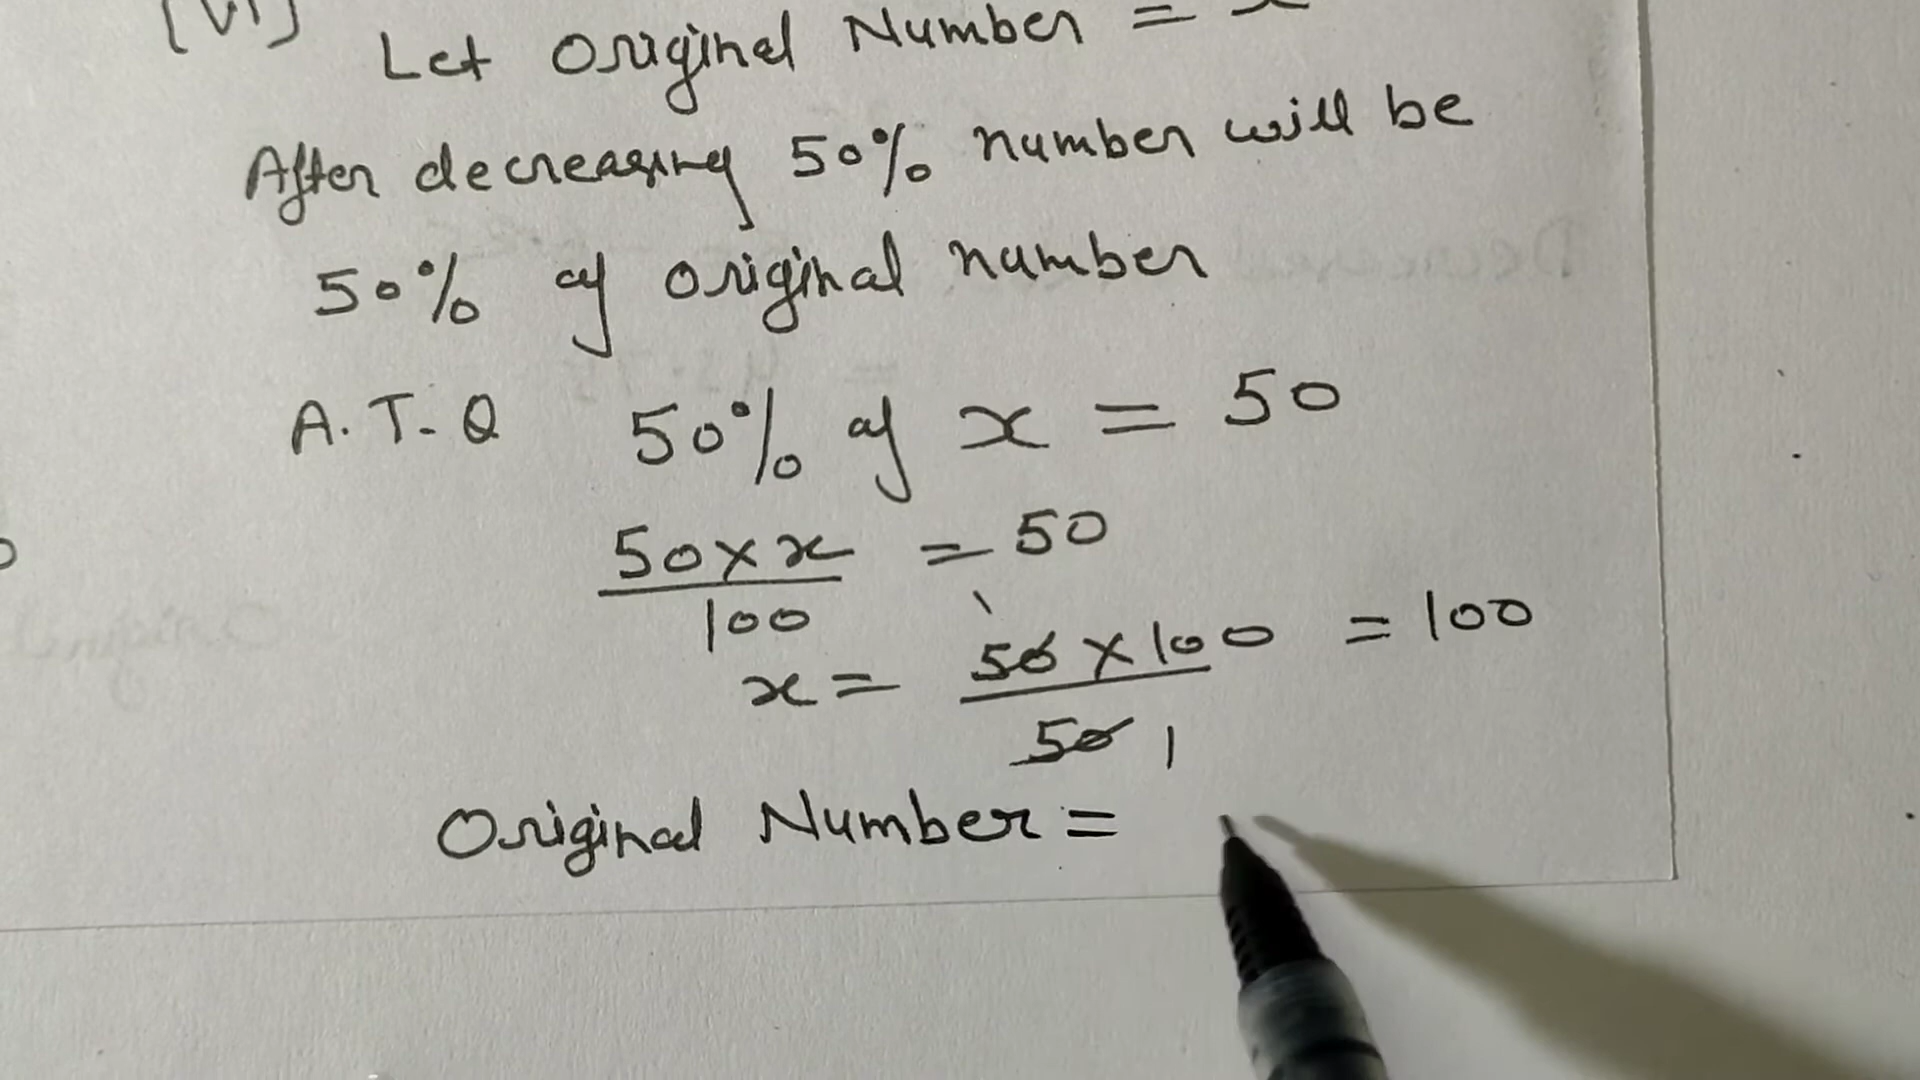 (VI) Let Original Number = x
After decreasing 50% number will be
50% of original number
A.T-Q 50% of x = 50
50×x/100 = 50
x = 50×100/50 1 = 100
Original Number =